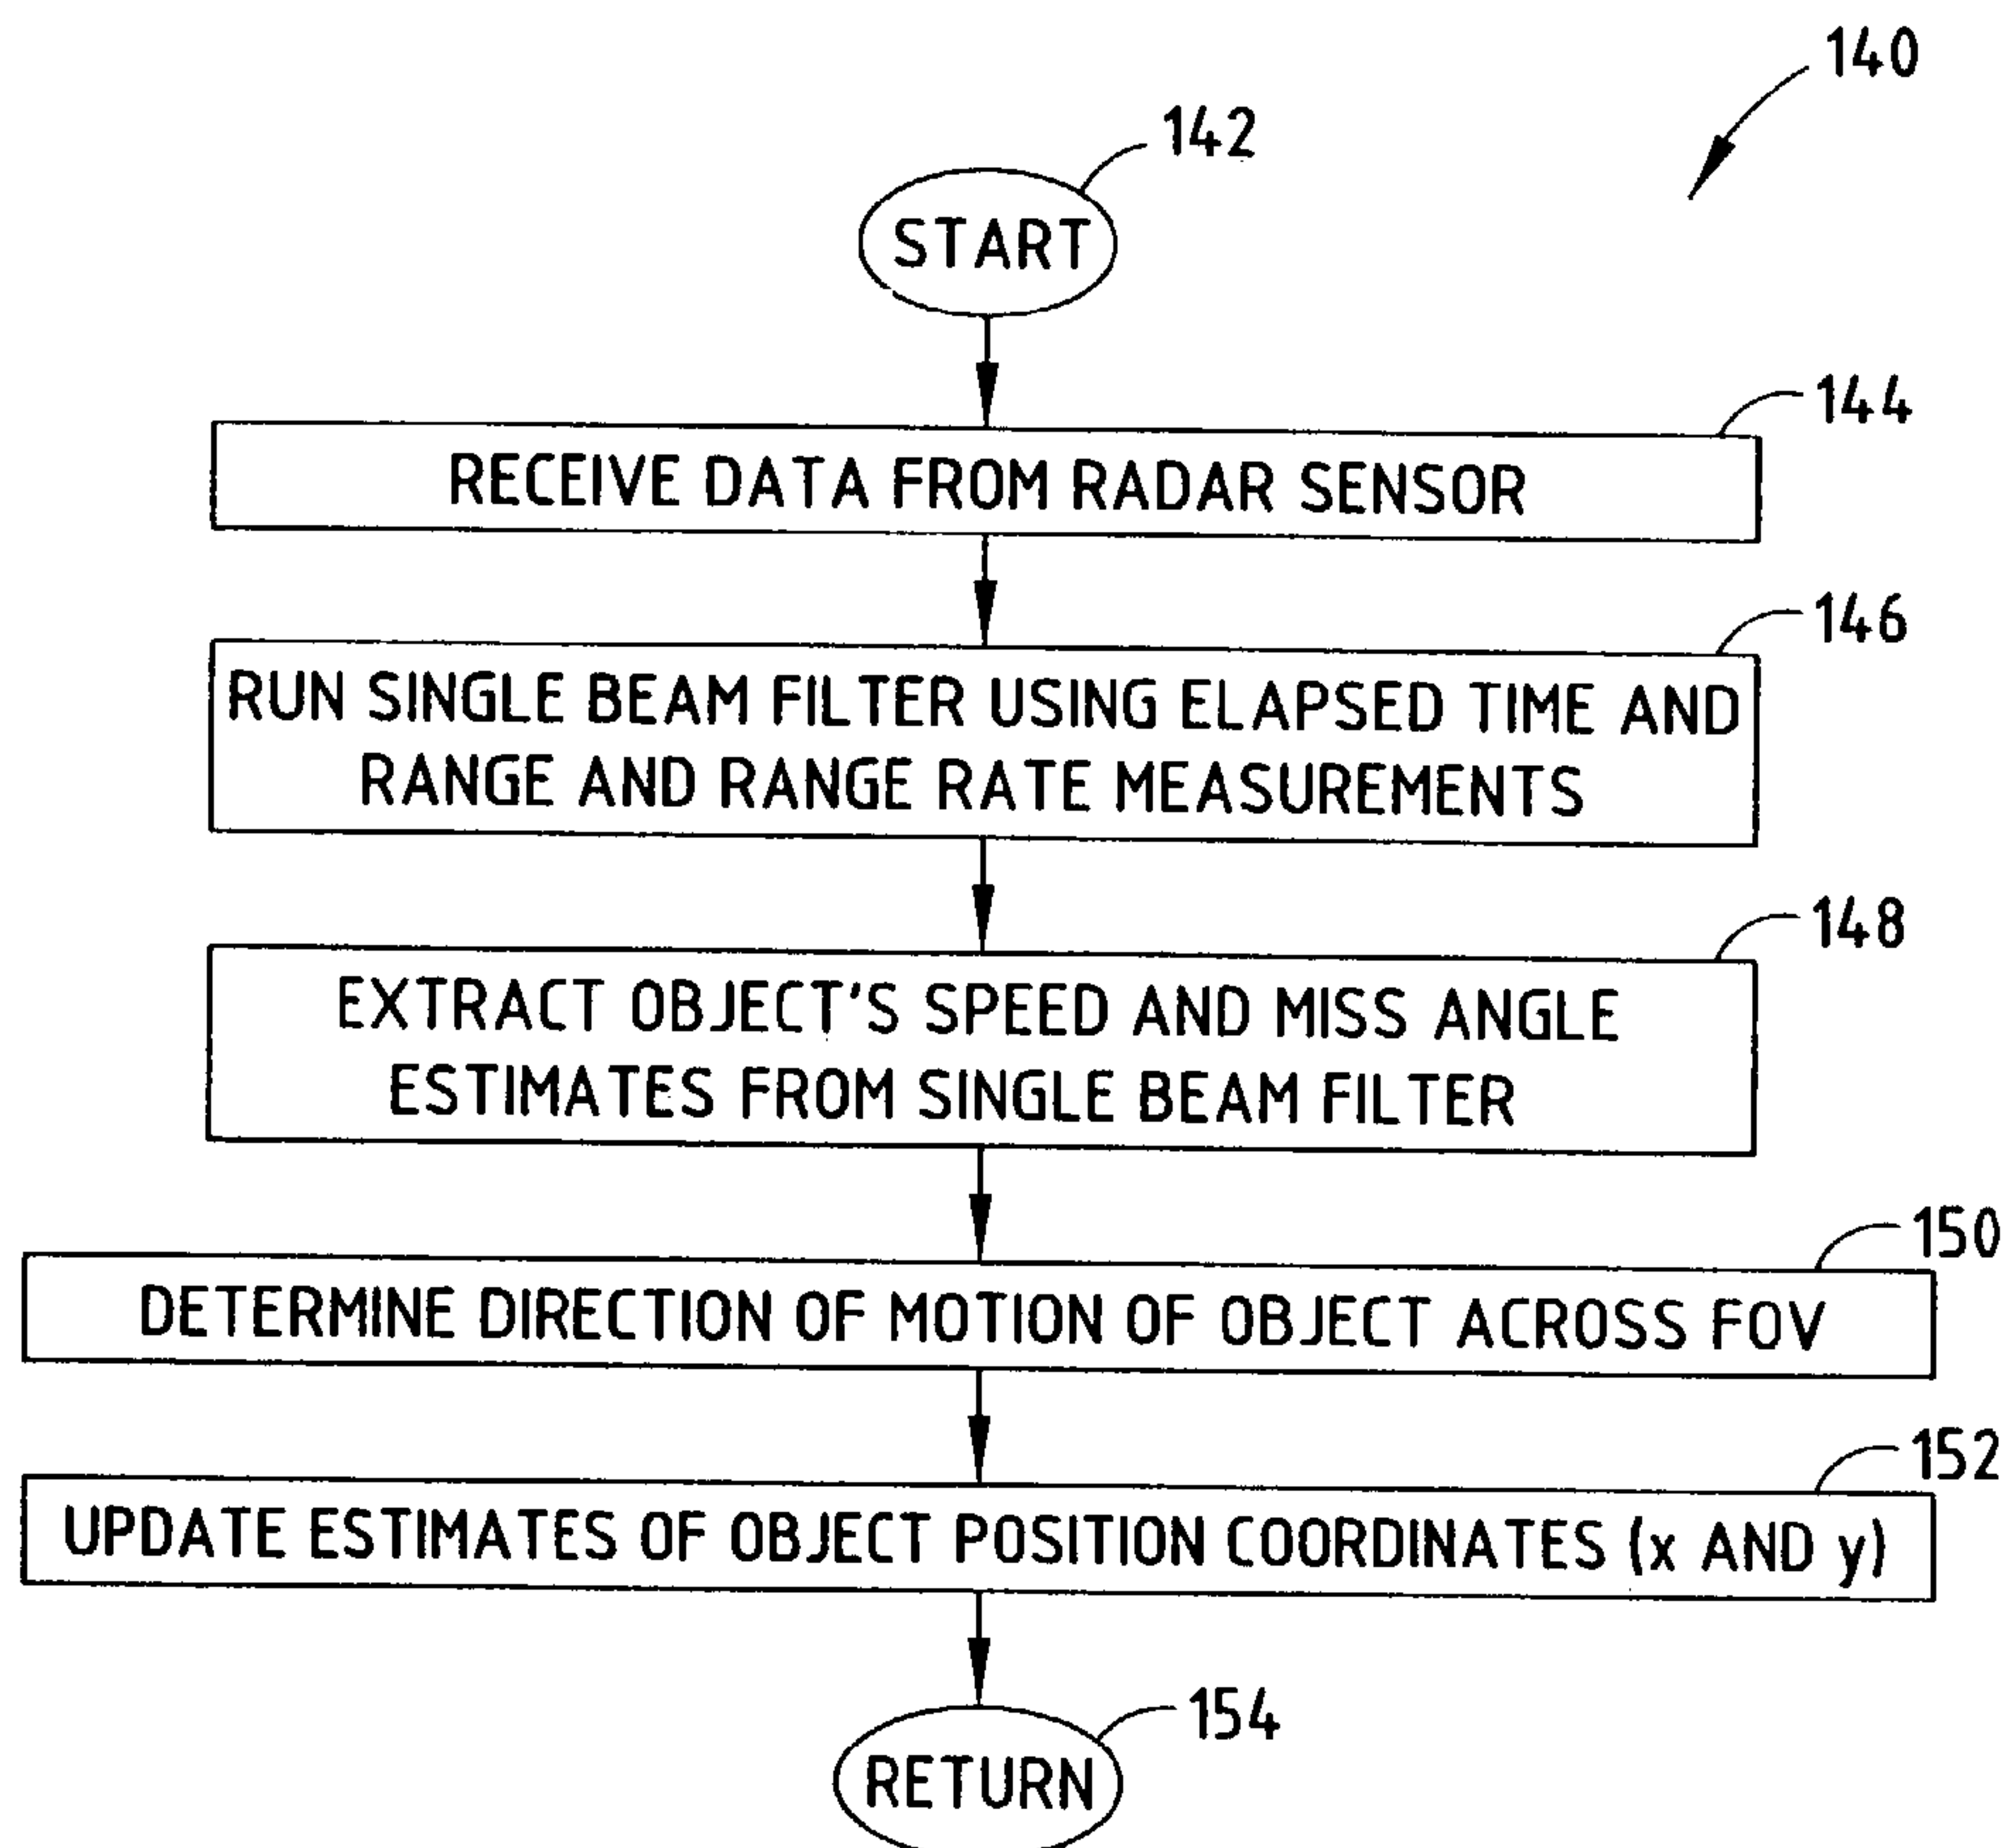 140
142
START
144
RECEIVE DATA FROM RADAR SENSOR
146
RUN SINGLE BEAM FILTER USING ELAPSED TIME AND
RANGE AND RANGE RATE MEASUREMENTS
148
EXTRACT OBJECT'S SPEED AND MISS ANGLE
ESTIMATES FROM SINGLE BEAM FILTER
150
DETERMINE DIRECTION OF MOTION OF OBJECT ACROSS FOV
152
UPDATE ESTIMATES OF OBJECT POSITION COORDINATES (x AND y)
154
RETURN